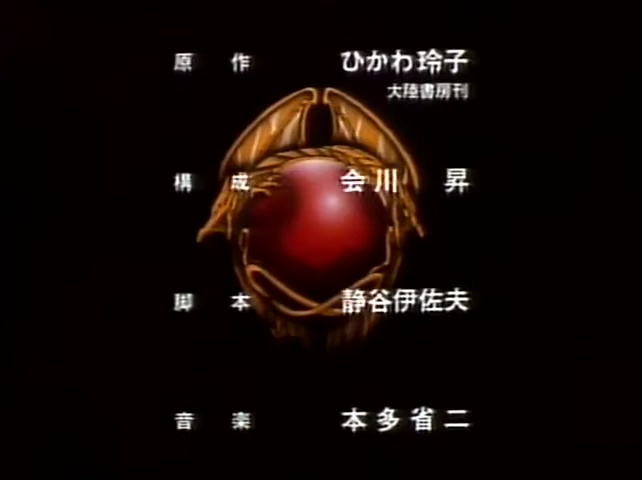 原 作 ひかわ玲子
大陸書房刊
構 成 会川 昇
脚 本 静谷伊佐夫
音 楽 本多省二